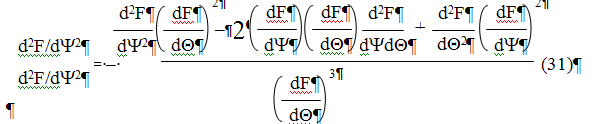 2¶ 2¶
d²F¶ ( dF¶ ) –¶2¶ ( dF¶ ) ( dF¶ ) d²F¶ + d²F¶ ( dF¶ )
dΨ²¶ dΘ¶ dΨ¶ dΘ¶ dΨdΘ¶ dΘ²¶ dΨ¶
d²F/dΨ²¶
=·–· (31)¶
d²F/dΨ²¶
3¶
( dF¶ )
dΘ¶
¶